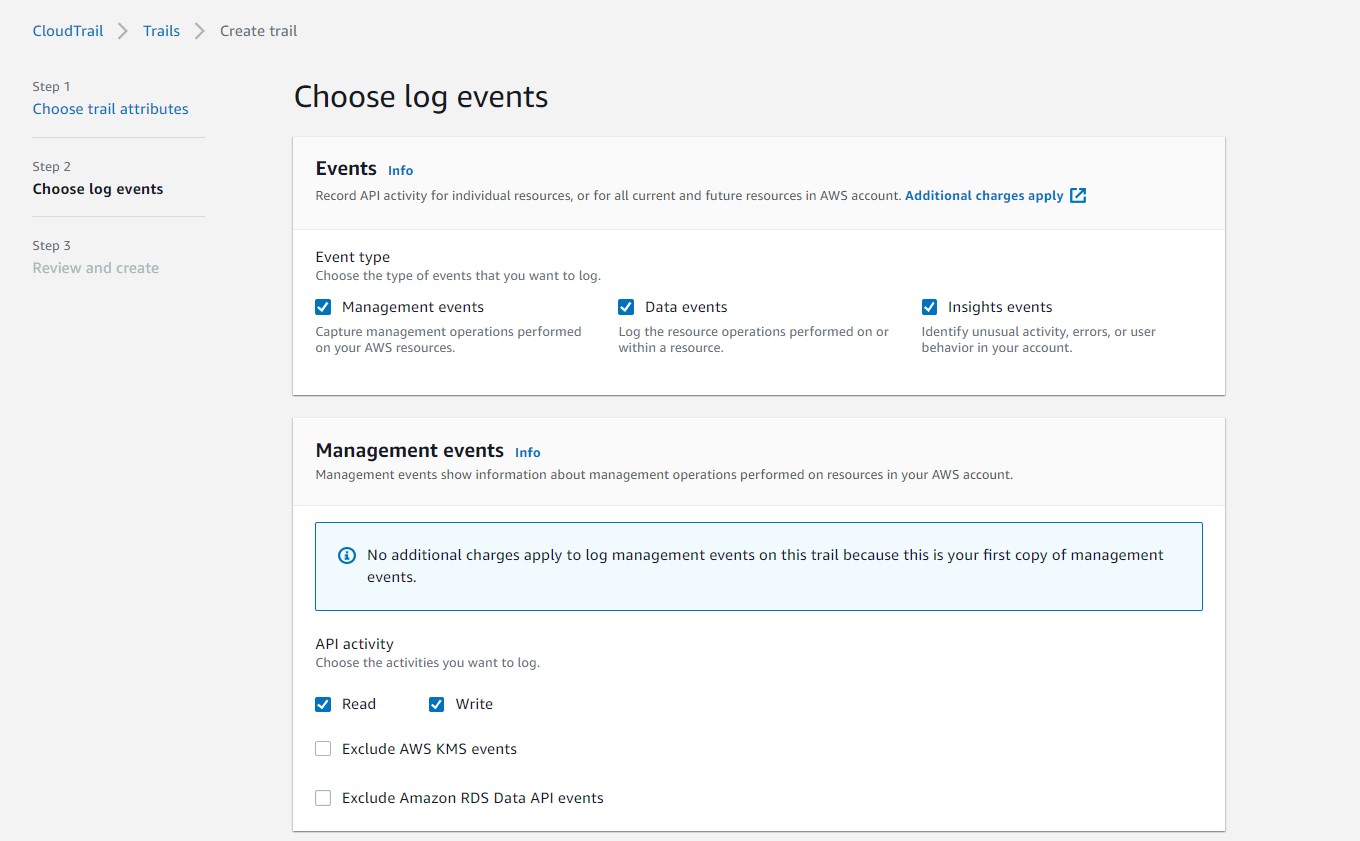 CloudTrail > Trails > Create trail
Step 1
Choose trail attributes
Step 2
Choose log events
Step 3
Review and create
Choose log events
Events Info
Record API activity for individual resources, or for all current and future resources in AWS account. Additional charges apply
Event type
Choose the type of events that you want to log.
Management events
Capture management operations performed
on your AWS resources.
Data events
Log the resource operations performed on or
within a resource.
Insights events
Identify unusual activity, errors, or user
behavior in your account.
Management events Info
Management events show information about management operations performed on resources in your AWS account.
No additional charges apply to log management events on this trail because this is your first copy of management
events.
API activity
Choose the activities you want to log.
Read Write
Exclude AWS KMS events
Exclude Amazon RDS Data API events